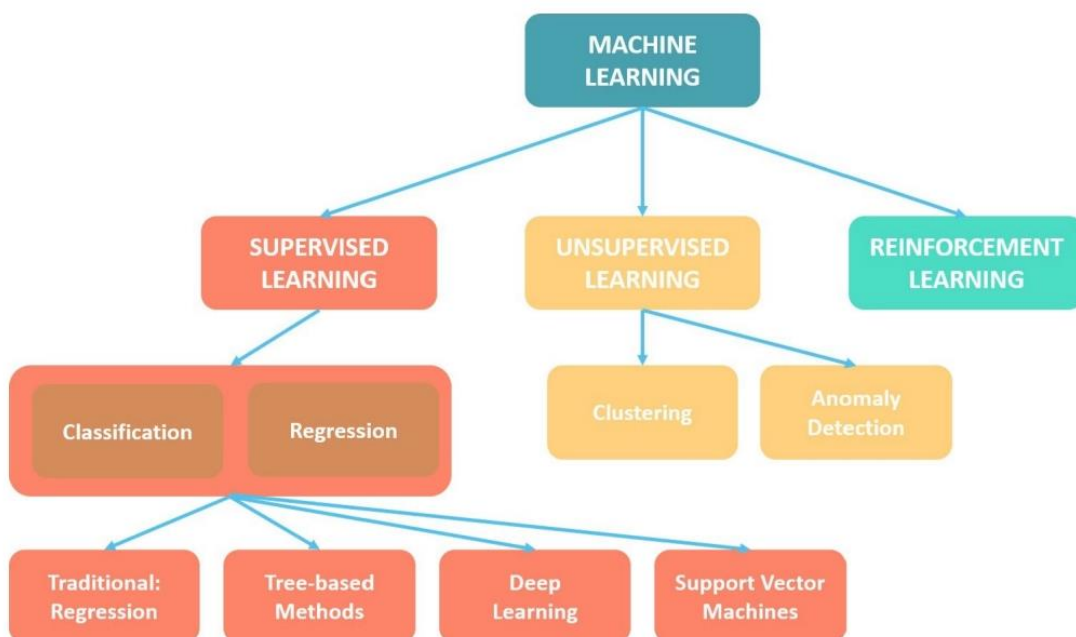 MACHINE
LEARNING
SUPERVISED
LEARNING
UNSUPERVISED
LEARNING
REINFORCEMENT
LEARNING
Classification
Regression
Clustering
Anomaly
Detection
Traditional:
Regression
Tree-based
Methods
Deep
Learning
Support Vector
Machines